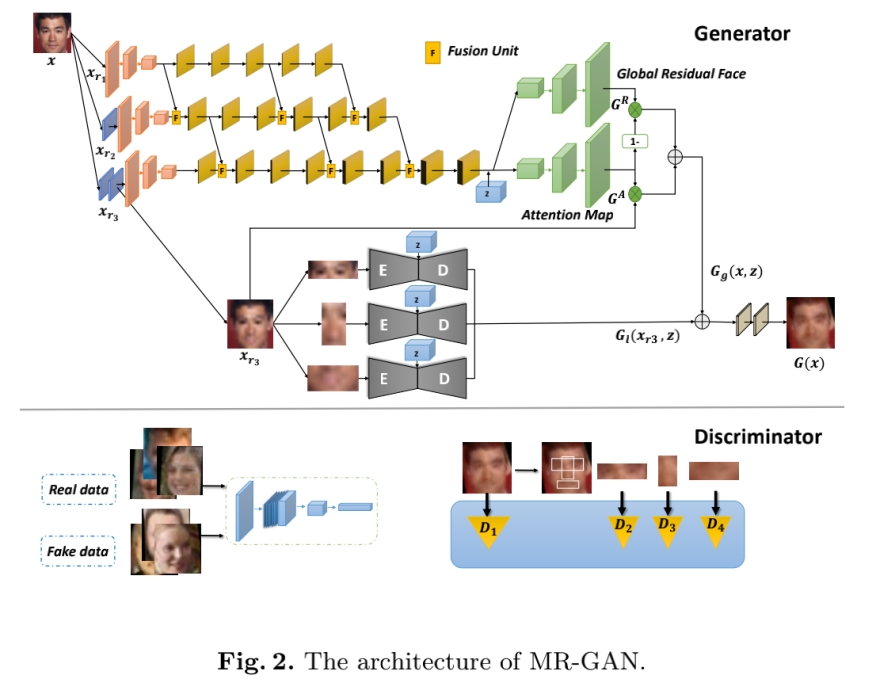 Generator
F Fusion Unit
x
x_{r_1}
x_{r_2}
x_{r_3}
F
F
F
F
F
F
z
Global Residual Face
G^R
1-
G^A
Attention Map
G_g(x, z)
x_{r_3}
E z D
E z D
E z D
G_l(x_{r3}, z)
G(x)
Discriminator
Real data
Fake data
D_1
D_2
D_3
D_4
Fig. 2. The architecture of MR-GAN.